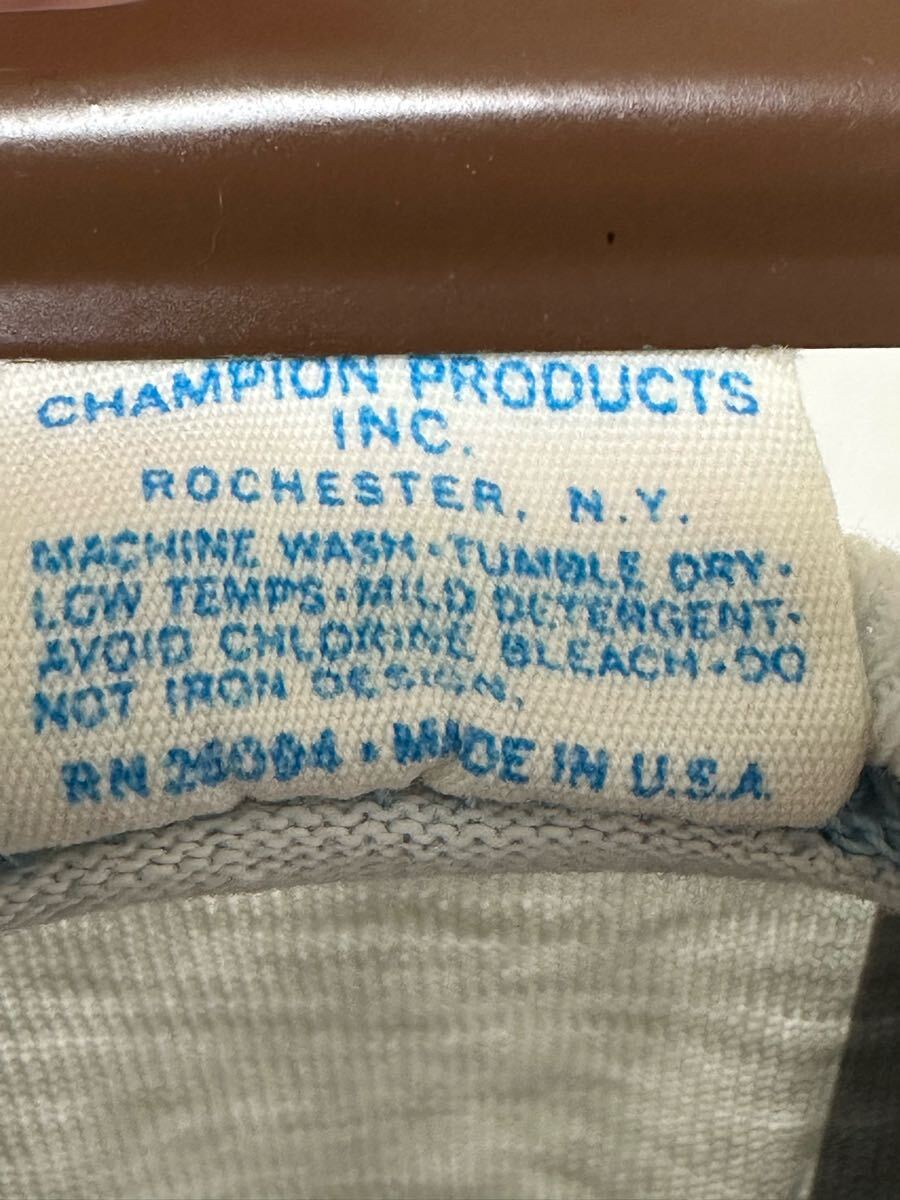 CHAMPION PRODUCTS
INC.
ROCHESTER, N.Y.
MACHINE WASH·TUMBLE DRY·
LOW TEMPS·MILD DETERGENT·
AVOID CHLORINE BLEACH·DO
NOT IRON DESIGN.
RN 26094·MADE IN U.S.A.